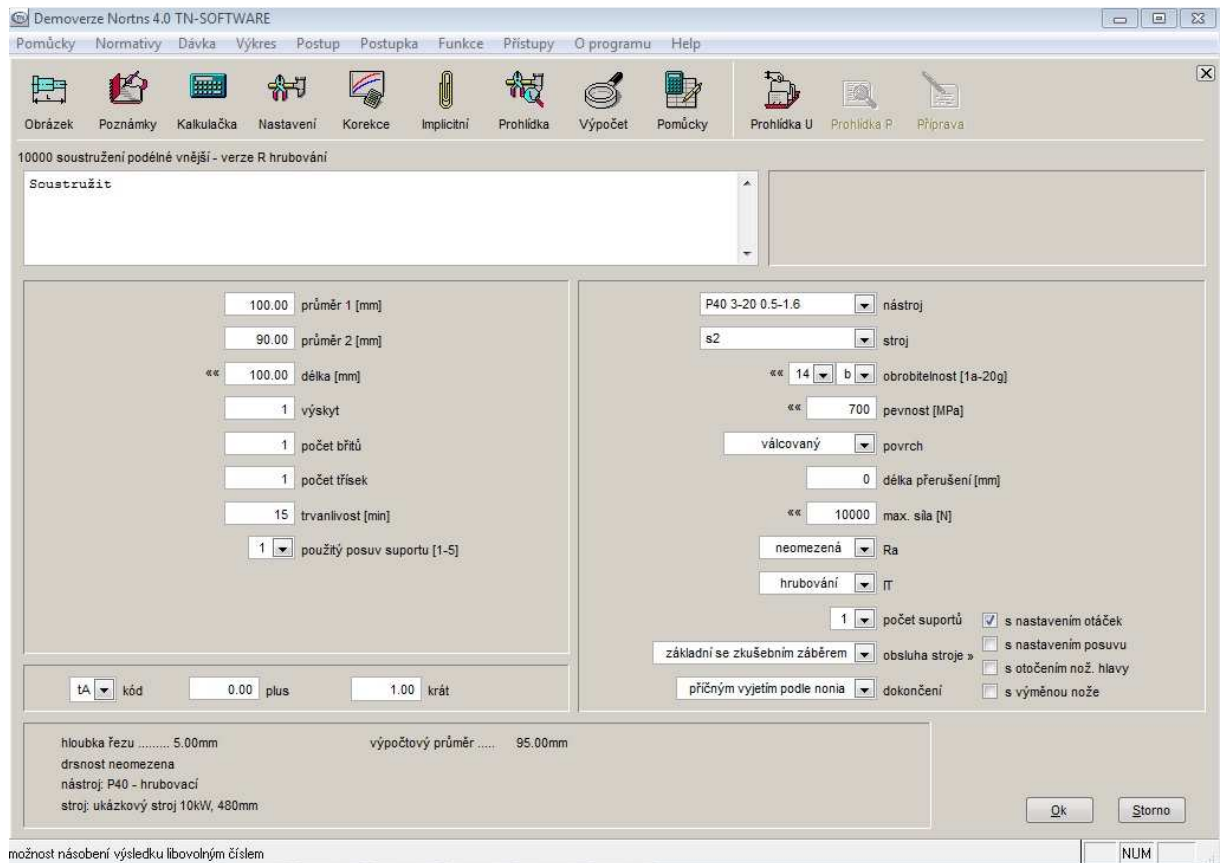 Demoverze Nortns 4.0 TN-SOFTWARE
Pomůcky Normativy Dávka Výkres Postup Postupka Funkce Přístupy O programu Help
Obrázek Poznámky Kalkulačka Nastavení Korekce Implicitní Prohlídka Výpočet Pomůcky Prohlídka U Prohlídka P Příprava
10000 soustružení podélné vnější - verze R hrubování
Soustružit
100.00 průměr 1 [mm]
90.00 průměr 2 [mm]
«« 100.00 délka [mm]
1 výskyt
1 počet břitů
1 počet třísek
15 trvanlivost [min]
1 použitý posuv suportu [1-5]
tA kód 0.00 plus 1.00 krát
P40 3-20 0.5-1.6 nástroj
s2 stroj
«« 14 b obrobitelnost [1a-20g]
«« 700 pevnost [MPa]
válcovaný povrch
0 délka přerušení [mm]
«« 10000 max. síla [N]
neomezená Ra
hrubování IT
1 počet suportů
základní se zkušebním záběrem obsluha stroje »
příčným vyjetím podle nonia dokončení
s nastavením otáček
s nastavením posuvu
s otočením nož. hlavy
s výměnou nože
hloubka řezu ......... 5.00mm výpočtový průměr ..... 95.00mm
drsnost neomezena
nástroj: P40 - hrubovací
stroj: ukázkový stroj 10kW, 480mm
Ok Storno
možnost násobení výsledku libovolným číslem NUM